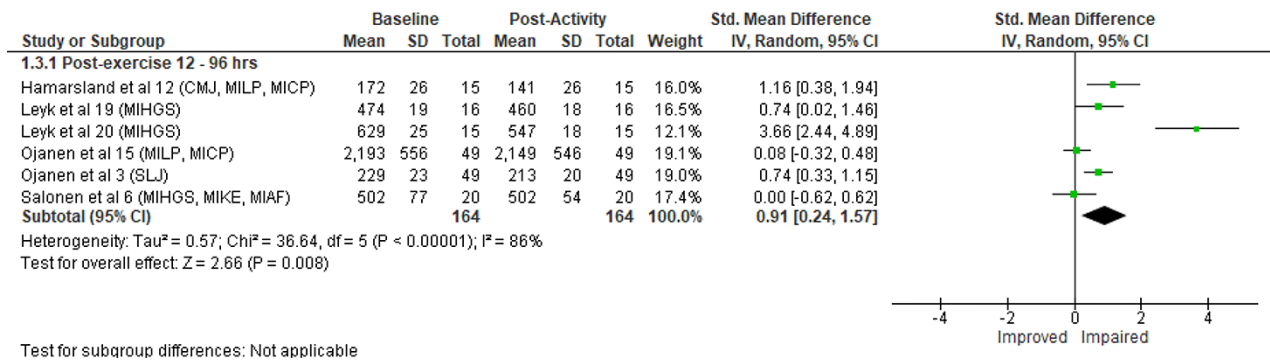 Baseline Post-Activity Std. Mean Difference Std. Mean Difference
Study or Subgroup Mean SD Total Mean SD Total Weight IV, Random, 95% CI IV, Random, 95% CI
1.3.1 Post-exercise 12 - 96 hrs
Hamarsland et al 12 (CMJ, MILP, MICP) 172 26 15 141 26 15 16.0% 1.16 [0.38, 1.94]
Leyk et al 19 (MIHGS) 474 19 16 460 18 16 16.5% 0.74 [0.02, 1.46]
Leyk et al 20 (MIHGS) 629 25 15 547 18 15 12.1% 3.66 [2.44, 4.89]
Ojanen et al 15 (MILP, MICP) 2,193 556 49 2,149 546 49 19.1% 0.08 [-0.32, 0.48]
Ojanen et al 3 (SLJ) 229 23 49 213 20 49 19.0% 0.74 [0.33, 1.15]
Salonen et al 6 (MIHGS, MIKE, MIAF) 502 77 20 502 54 20 17.4% 0.00 [-0.62, 0.62]
Subtotal (95% CI) 164 164 100.0% 0.91 [0.24, 1.57]
Heterogeneity: Tau² = 0.57; Chi² = 36.64, df = 5 (P < 0.00001); I² = 86%
Test for overall effect: Z = 2.66 (P = 0.008)
-4 -2 0 2 4
Improved Impaired
Test for subgroup differences: Not applicable